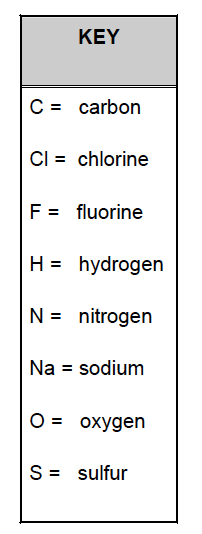 KEY
C = carbon
Cl = chlorine
F = fluorine
H = hydrogen
N = nitrogen
Na = sodium
O = oxygen
S = sulfur